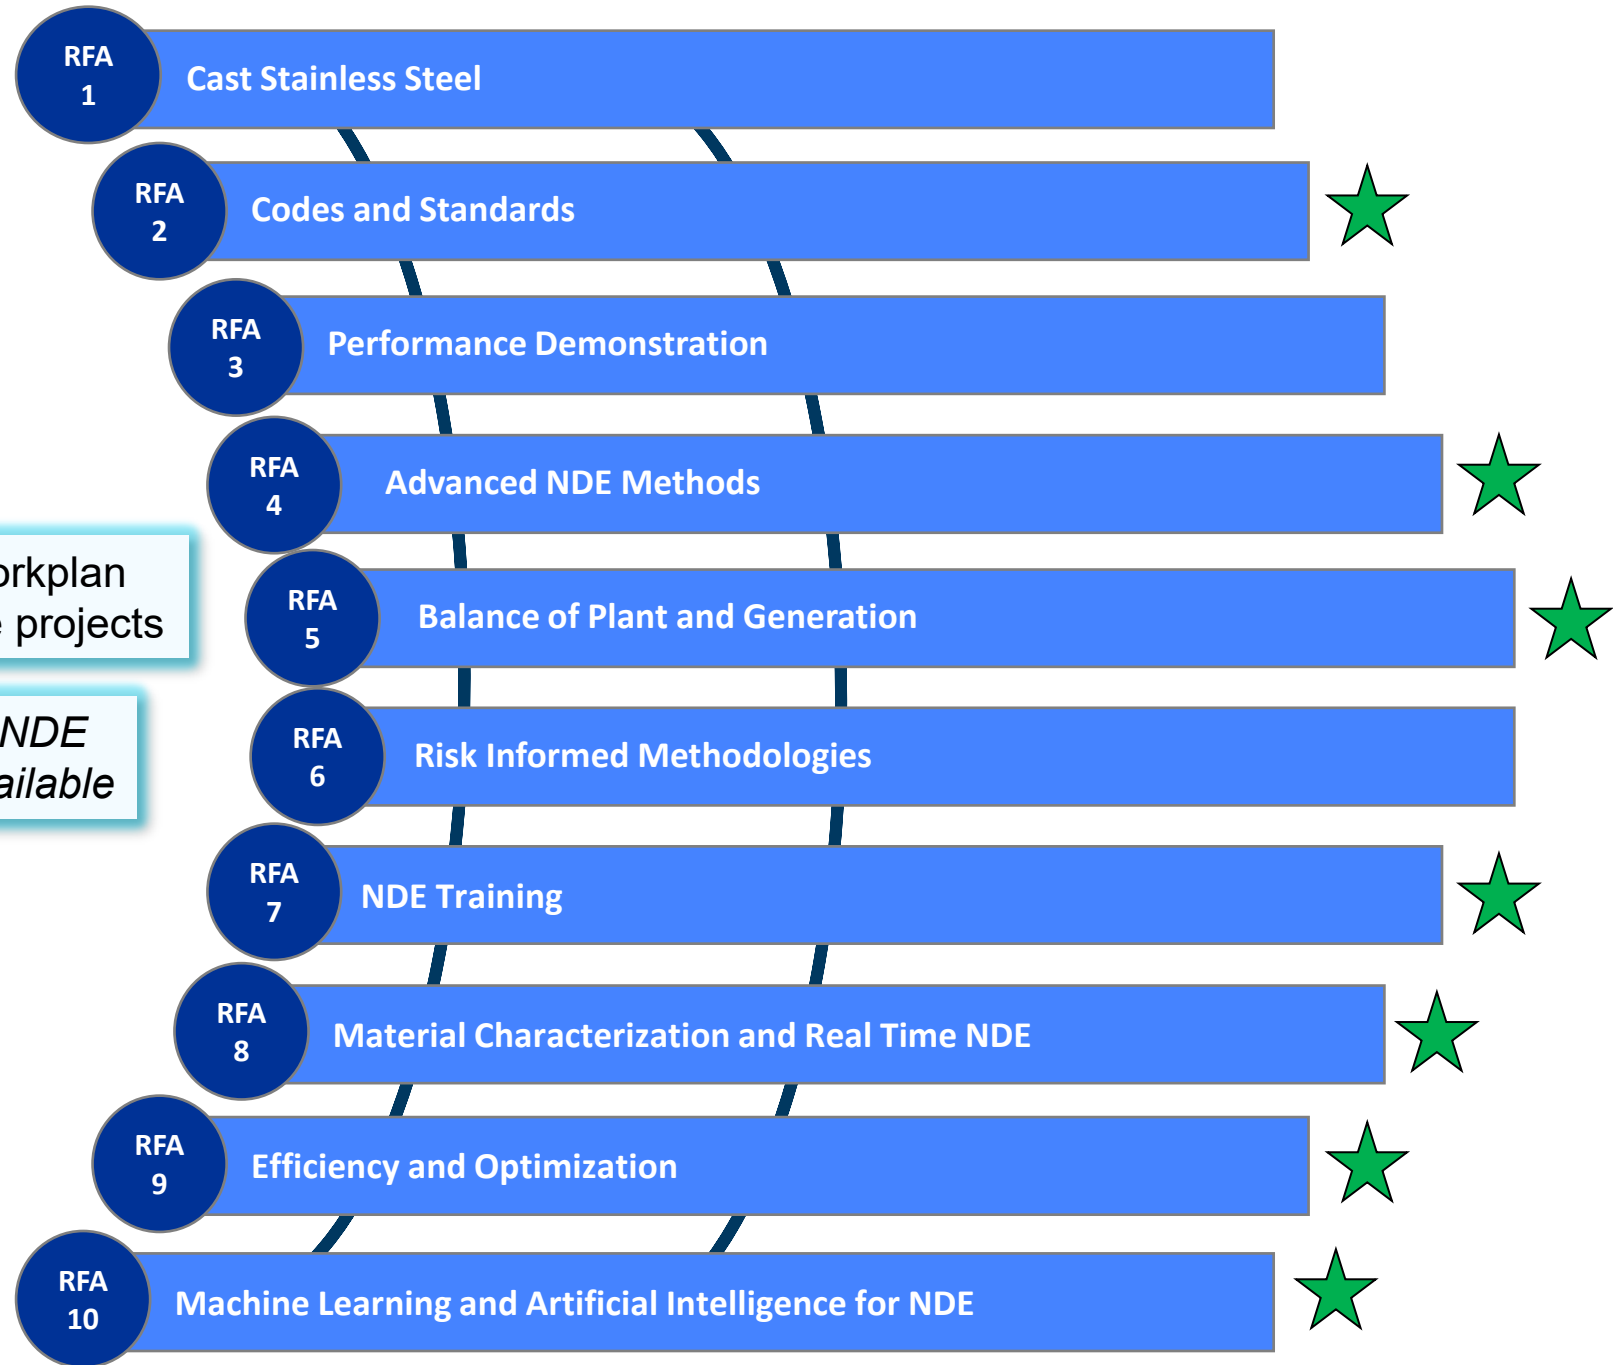 RFA
1
Cast Stainless Steel
RFA
2
Codes and Standards
RFA
3
Performance Demonstration
RFA
4
Advanced NDE Methods
projects
RFA
5
Balance of Plant and Generation
NDE
RFA
6
Risk Informed Methodologies
RFA
7
NDE Training
RFA
8
Material Characterization and Real Time NDE
RFA
9
Efficiency and Optimization
RFA
10
Machine Learning and Artificial Intelligence for NDE